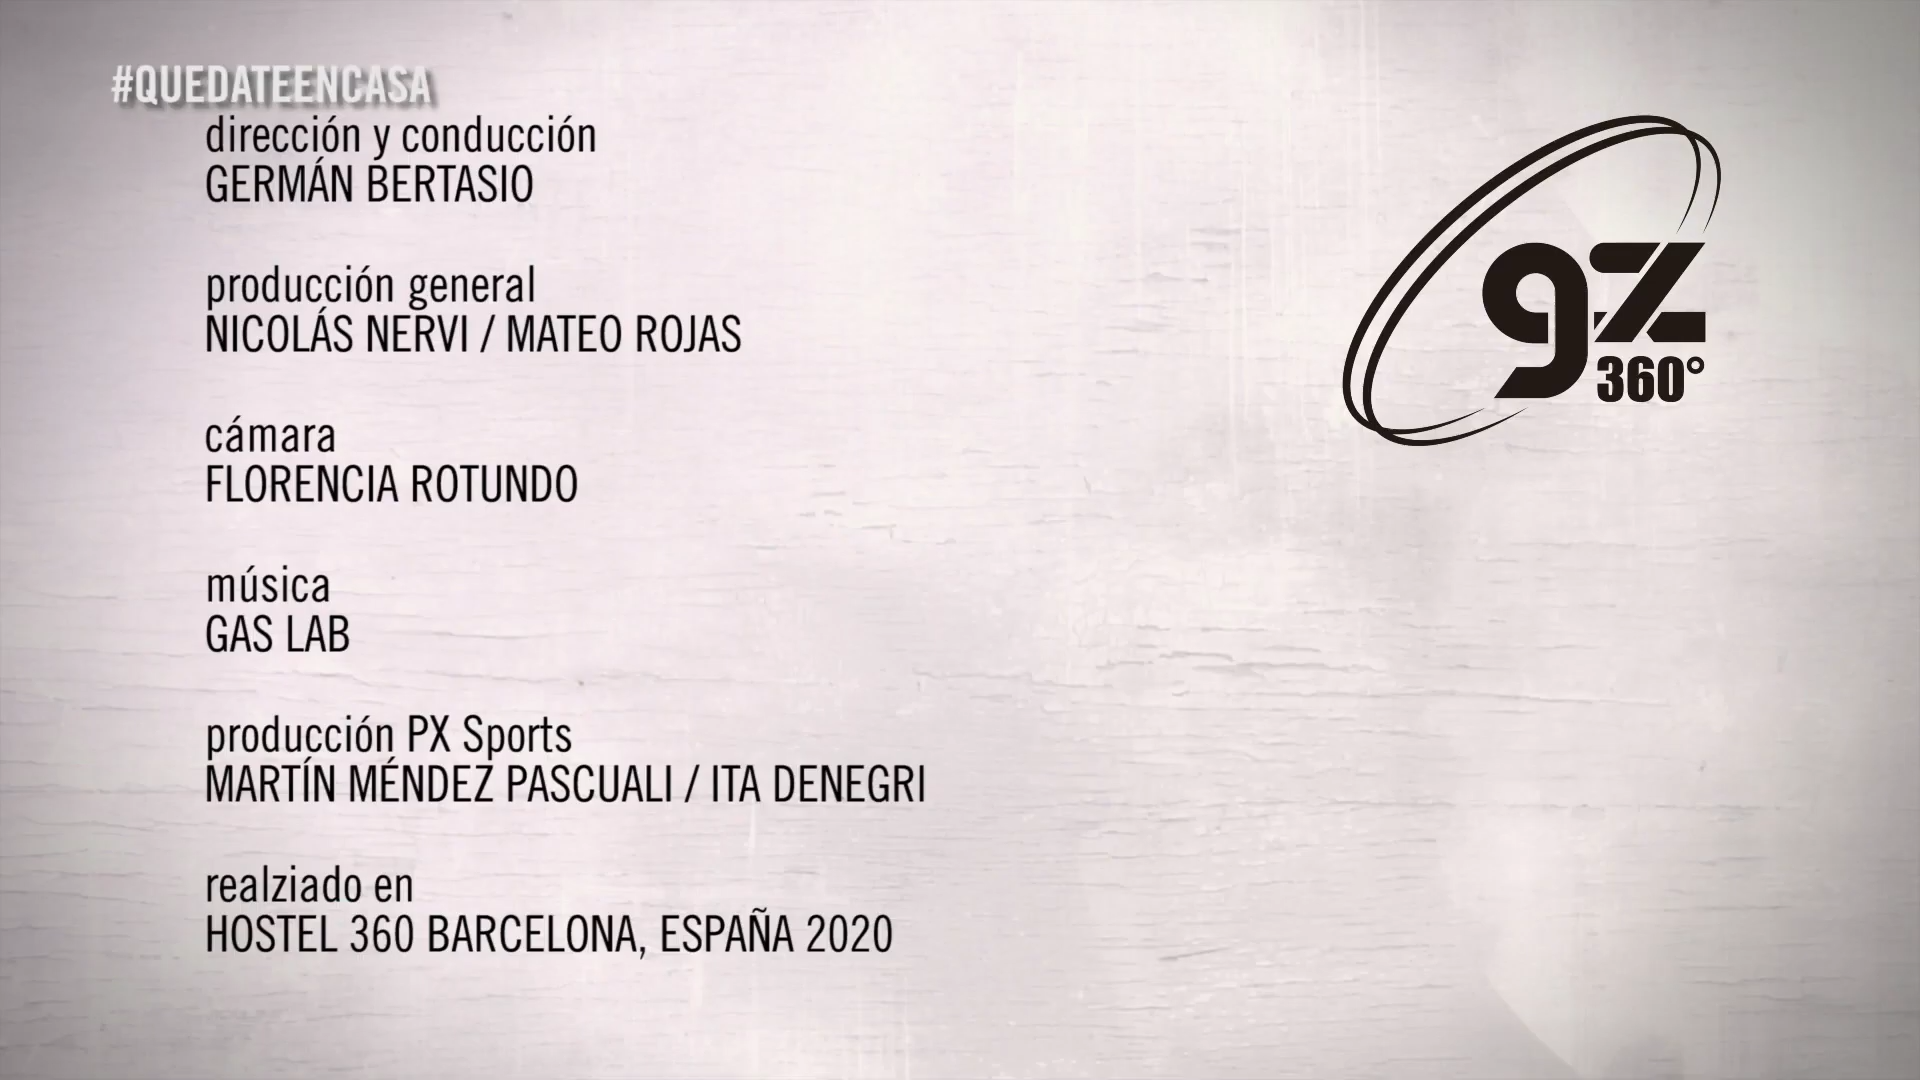 #QUEDATEENCASA
dirección y conducción
GERMÁN BERTASIO
producción general
NICOLÁS NERVI / MATEO ROJAS
cámara
FLORENCIA ROTUNDO
música
GAS LAB
producción PX Sports
MARTÍN MÉNDEZ PASCUALI / ITA DENEGRI
realziado en
HOSTEL 360 BARCELONA, ESPAÑA 2020
gz
360°